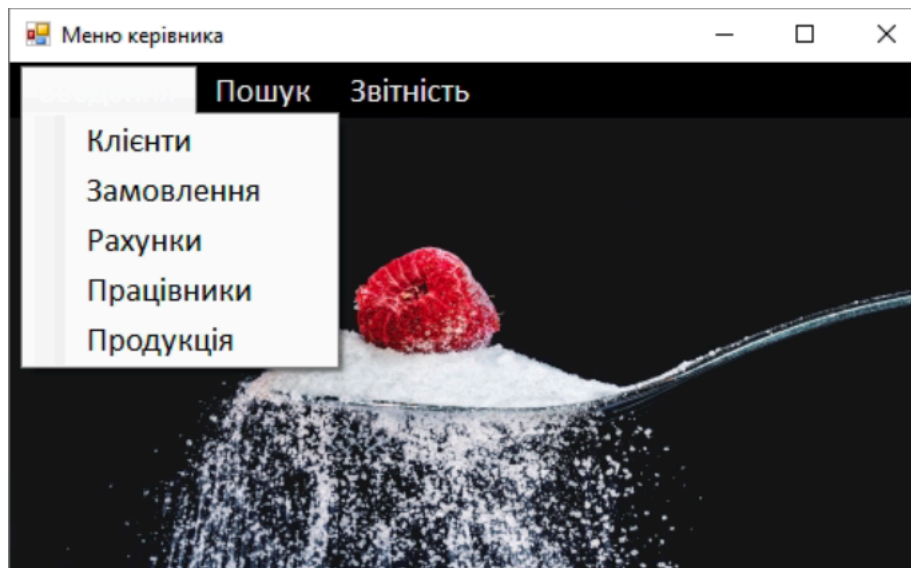 Меню керівника
Пошук Звітність
Клієнти
Замовлення
Рахунки
Працівники
Продукція